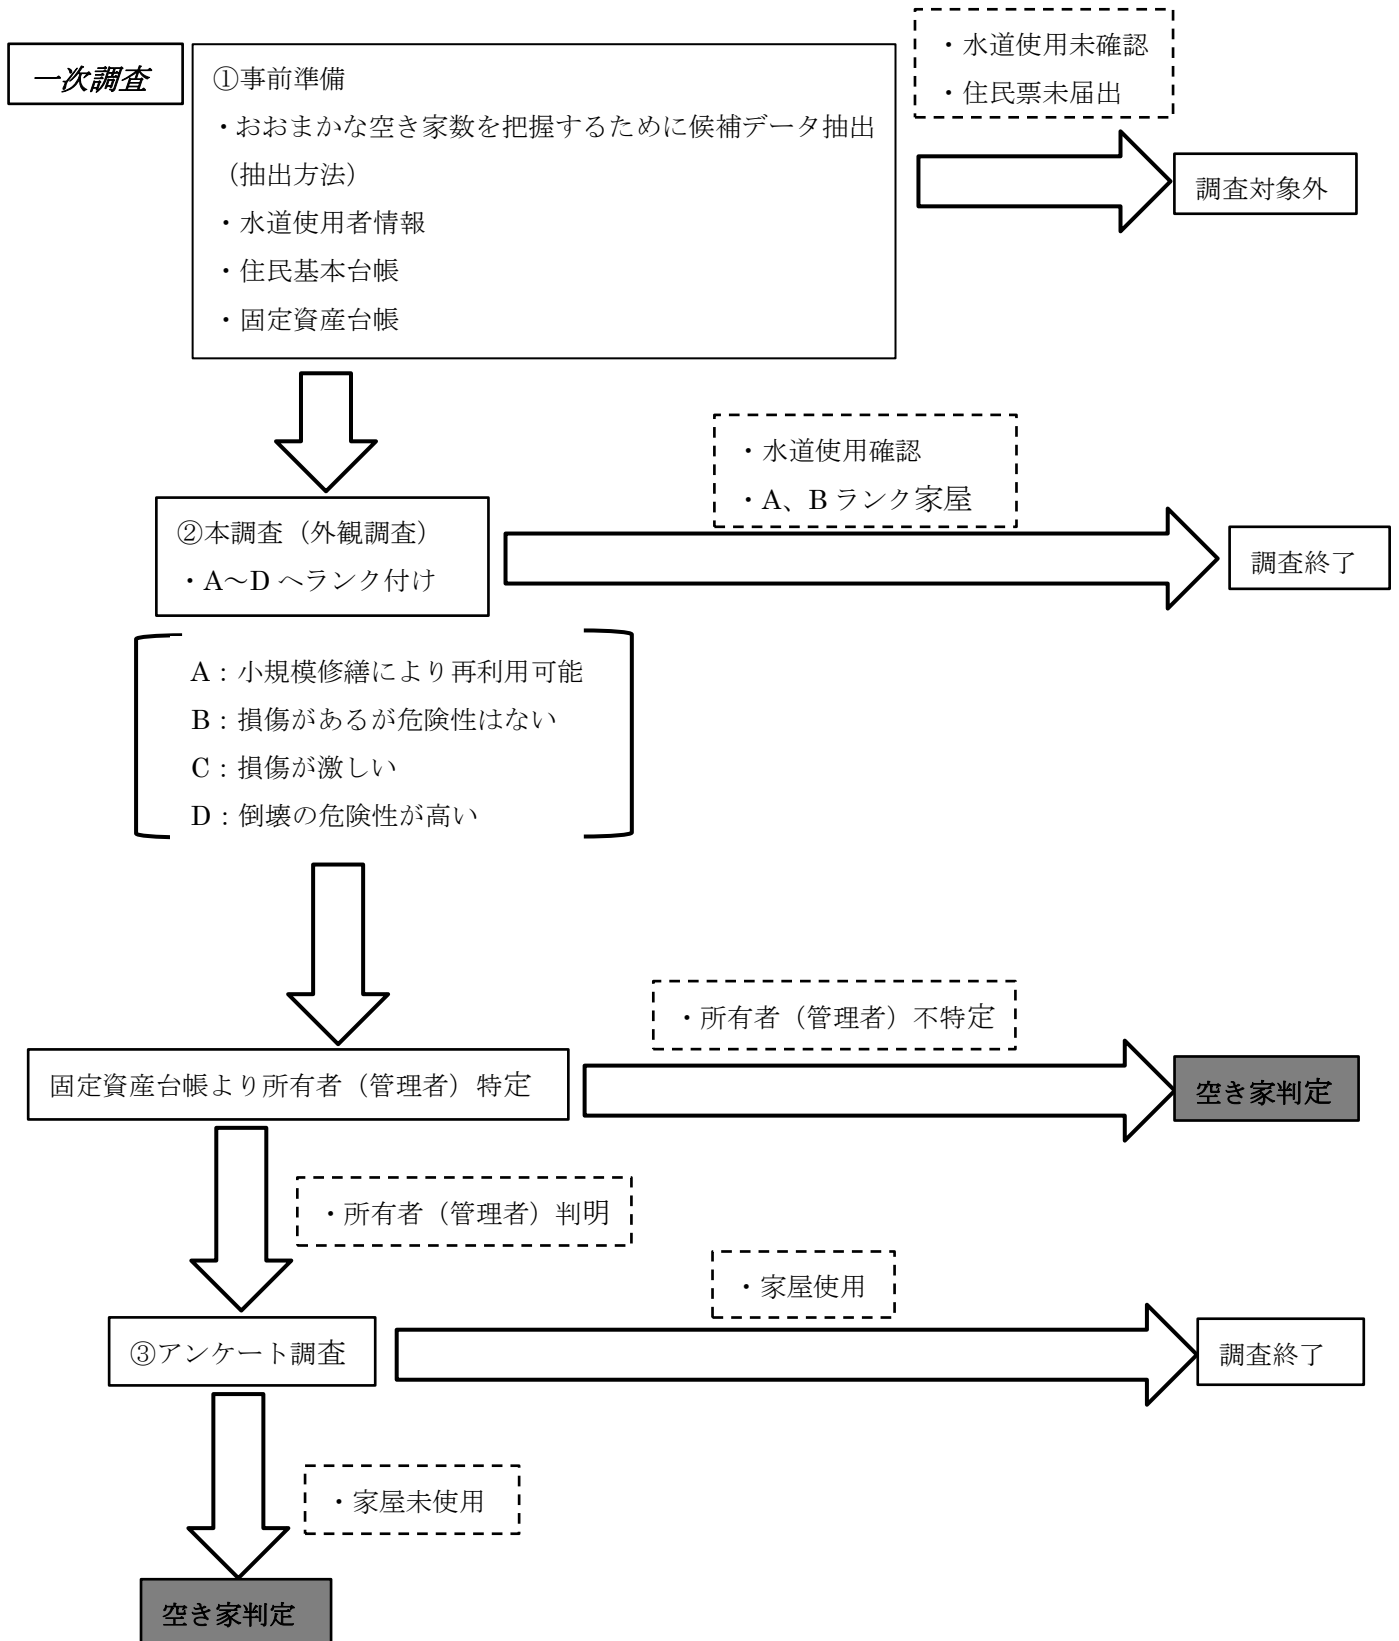 一次調査
①事前準備
・おおまかな空き家数を把握するために候補データ抽出
（抽出方法）
・水道使用者情報
・住民基本台帳
・固定資産台帳
・水道使用未確認
・住民票未届出
調査対象外
・水道使用確認
・A、B ランク家屋
②本調査（外観調査）
・A～D へランク付け
調査終了
A：小規模修繕により再利用可能
B：損傷があるが危険性はない
C：損傷が激しい
D：倒壊の危険性が高い
・所有者（管理者）不特定
固定資産台帳より所有者（管理者）特定
空き家判定
・所有者（管理者）判明
・家屋使用
③アンケート調査
調査終了
・家屋未使用
空き家判定